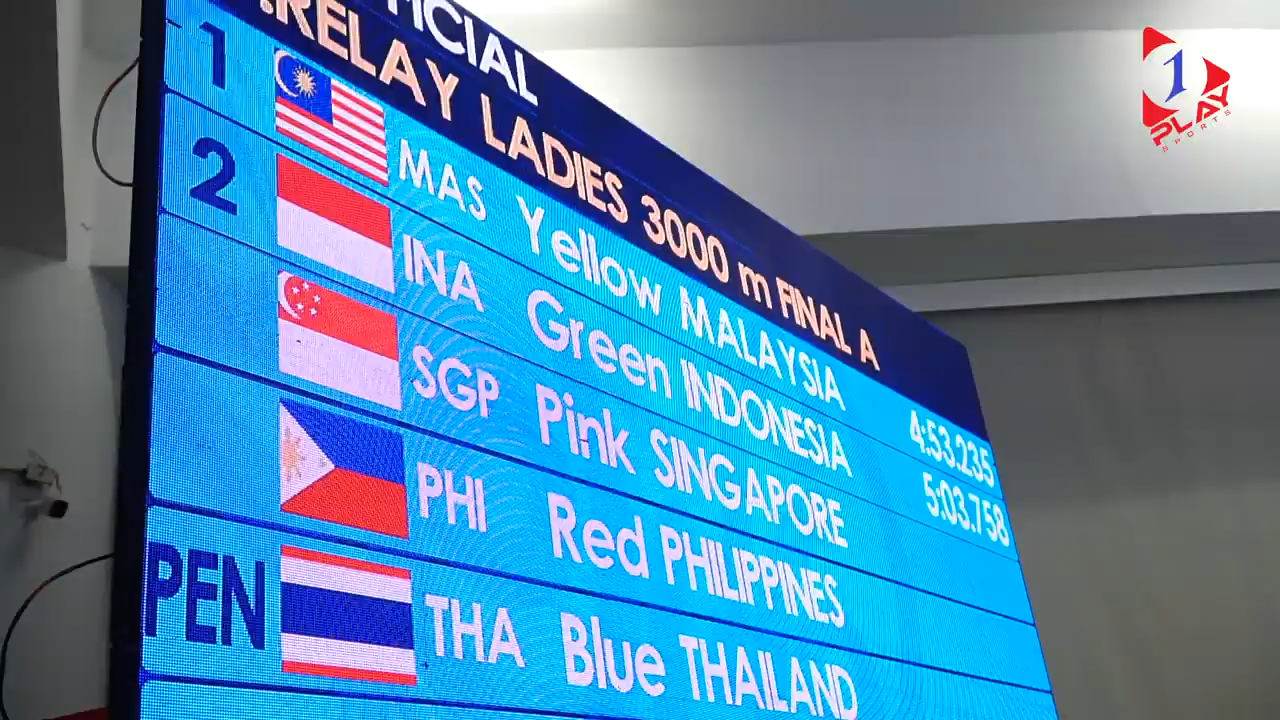 1
PLAY
SPORTS
RELAY LADIES 3000 m FINAL A
1 MAS Yellow MALAYSIA 4:53.235
2 INA Green INDONESIA 5:03.758
SGP Pink SINGAPORE
PHI Red PHILIPPINES
PEN THA Blue THAILAND